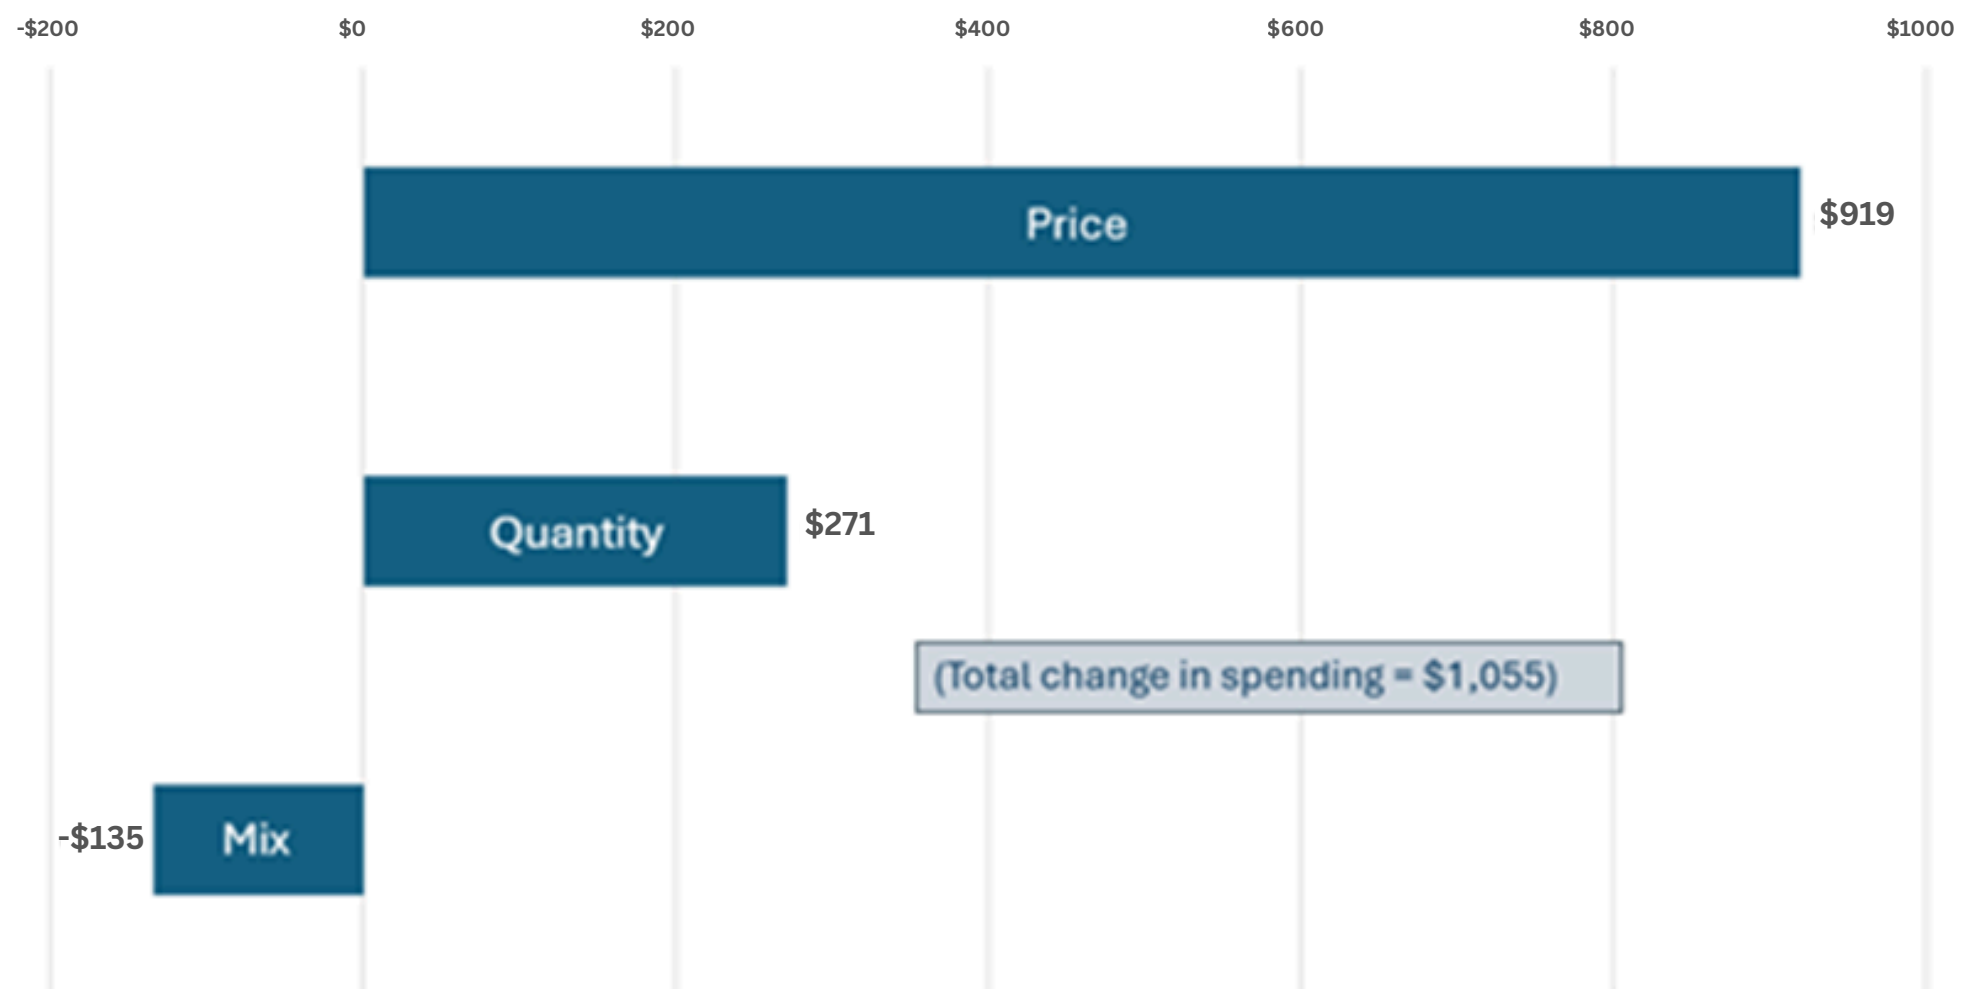 -$200 $0 $200 $400 $600 $800 $1000
Price $919
Quantity $271
(Total change in spending = $1,055)
-$135 Mix